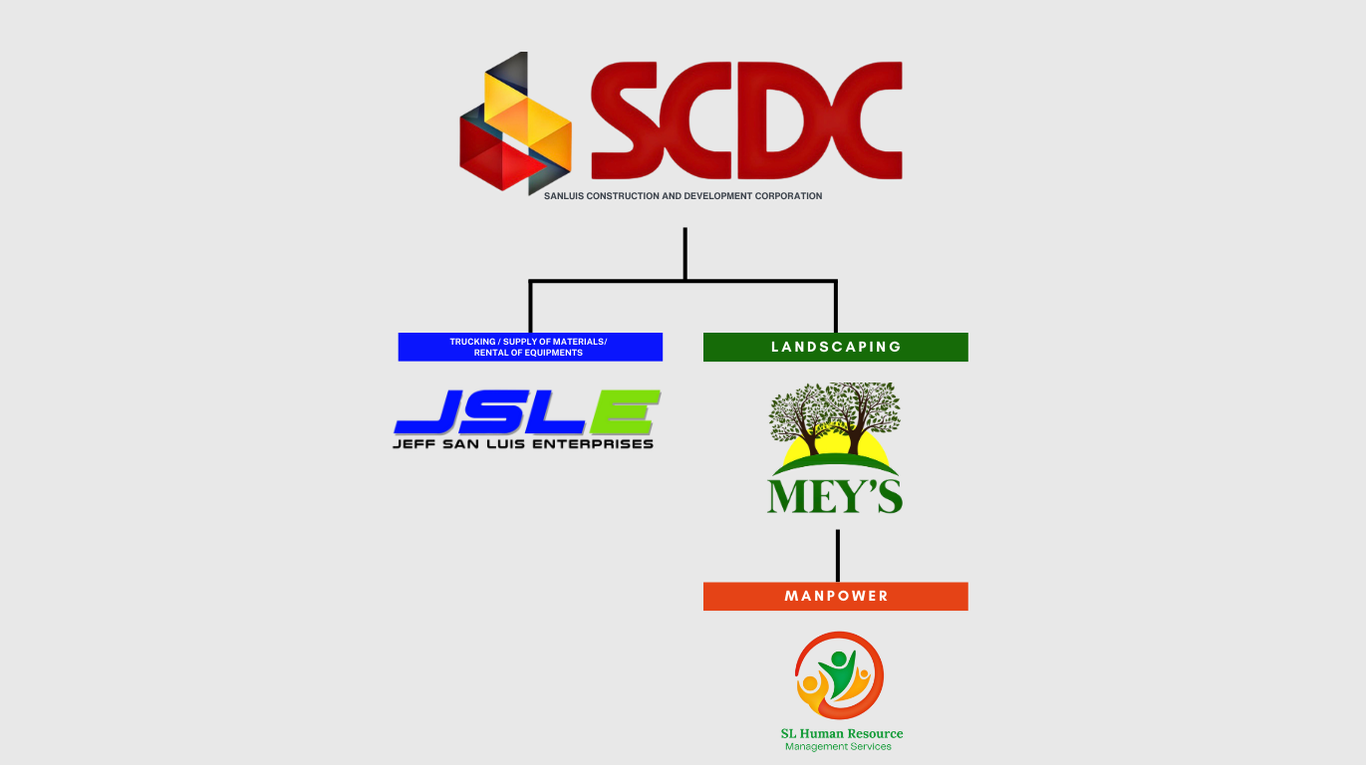 SCDC
SANLUIS CONSTRUCTION AND DEVELOPMENT CORPORATION
TRUCKING / SUPPLY OF MATERIALS/
RENTAL OF EQUIPMENTS
JSLE
JEFF SAN LUIS ENTERPRISES
LANDSCAPING
MEY'S
MANPOWER
SL Human Resource
Management Services